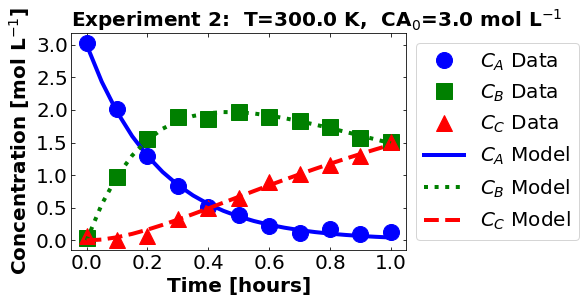 Experiment 2:  T=300.0 K,  CA₀=3.0 mol L⁻¹
Concentration [mol L⁻¹]
3.0
2.5
2.0
1.5
1.0
0.5
0.0
0.0 0.2 0.4 0.6 0.8 1.0
Time [hours]
C_A Data
C_B Data
C_C Data
C_A Model
C_B Model
C_C Model